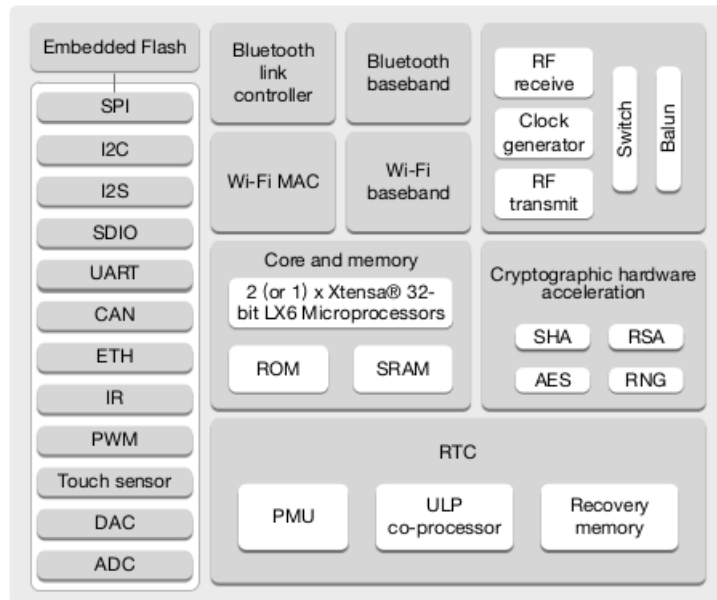 Embedded Flash
SPI
I2C
I2S
SDIO
UART
CAN
ETH
IR
PWM
Touch sensor
DAC
ADC
Bluetooth
link
controller
Bluetooth
baseband
Wi-Fi MAC
Wi-Fi
baseband
RF
receive
Clock
generator
RF
transmit
Switch
Balun
Core and memory
2 (or 1) x Xtensa® 32-
bit LX6 Microprocessors
ROM
SRAM
Cryptographic hardware
acceleration
SHA
RSA
AES
RNG
RTC
PMU
ULP
co-processor
Recovery
memory